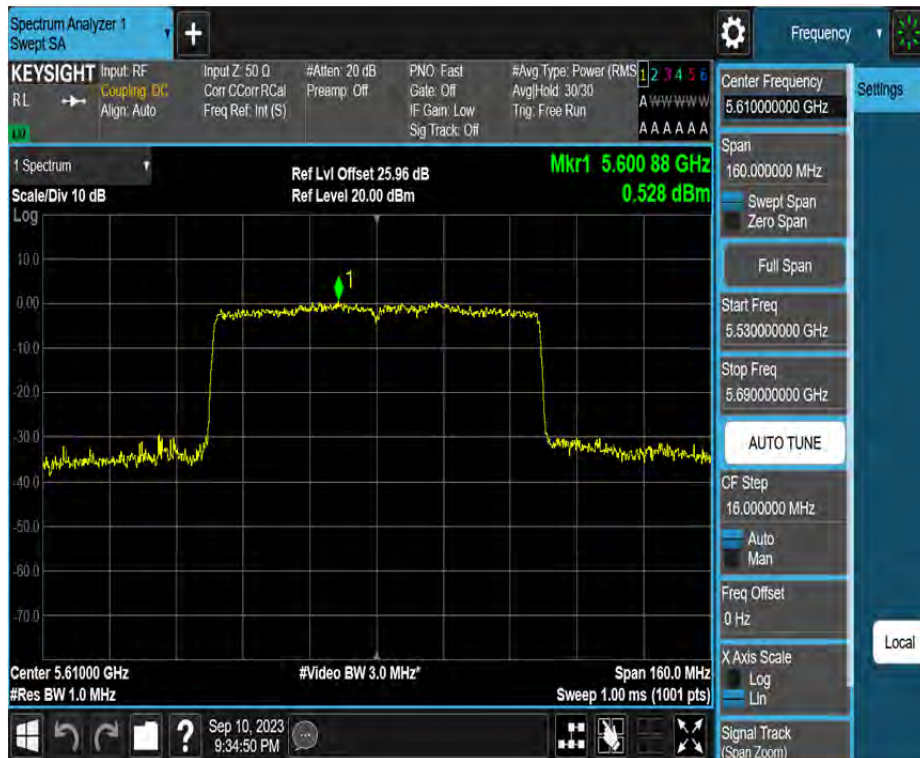 Spectrum Analyzer 1
Swept SA
+
Frequency
KEYSIGHT
RL
Input: RF
Coupling: DC
Align: Auto
Input Z: 50 Ω
Corr CCorr RCal
Freq Ref: Int (S)
#Atten: 20 dB
Preamp: Off
PNO: Fast
Gate: Off
IF Gain: Low
Sig Track: Off
#Avg Type: Power (RMS
Avg|Hold: 30/30
Trig: Free Run
1 2 3 4 5 6
A W W W W W
A A A A A A
1 Spectrum
Scale/Div 10 dB
Log
Ref Lvl Offset 25.96 dB
Ref Level 20.00 dBm
Mkr1 5.600 88 GHz
0.528 dBm
10.0
0.00
-10.0
-20.0
-30.0
-40.0
-50.0
-60.0
-70.0
1
Center 5.61000 GHz
#Res BW 1.0 MHz
#Video BW 3.0 MHz*
Span 160.0 MHz
Sweep 1.00 ms (1001 pts)
Sep 10, 2023
9:34:50 PM
?
Center Frequency
5.610000000 GHz
Span
160.000000 MHz
Swept Span
Zero Span
Full Span
Start Freq
5.530000000 GHz
Stop Freq
5.690000000 GHz
AUTO TUNE
CF Step
16.000000 MHz
Auto
Man
Freq Offset
0 Hz
X Axis Scale
Log
Lin
Signal Track
(Span Zoom)
Settings
Local